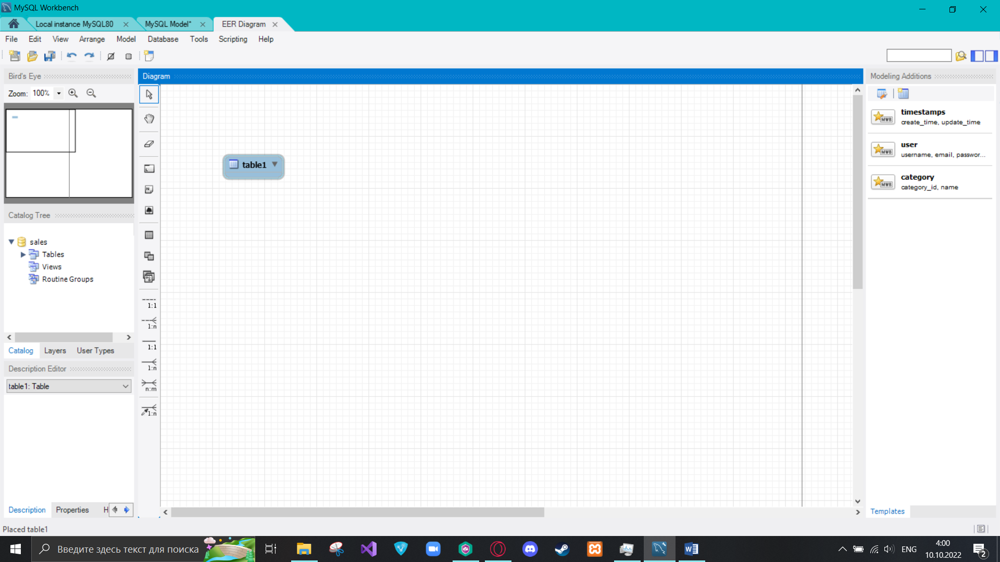 MySQL Workbench
Local instance MySQL80
MySQL Model*
EER Diagram
File Edit View Arrange Model Database Tools Scripting Help
Bird's Eye
Zoom: 100%
Catalog Tree
sales
Tables
Views
Routine Groups
Catalog Layers User Types
Description Editor
table1: Table
Description Properties H
Diagram
L
N
1:1
1:n
1:1
1:n
n:m
1:n
table1
Modeling Additions
MWB
timestamps
create_time, update_time
MWB
user
username, email, passwor...
MWB
category
category_id, name
Templates
Placed table1
Введите здесь текст для поиска
ENG
4:00
10.10.2022
2